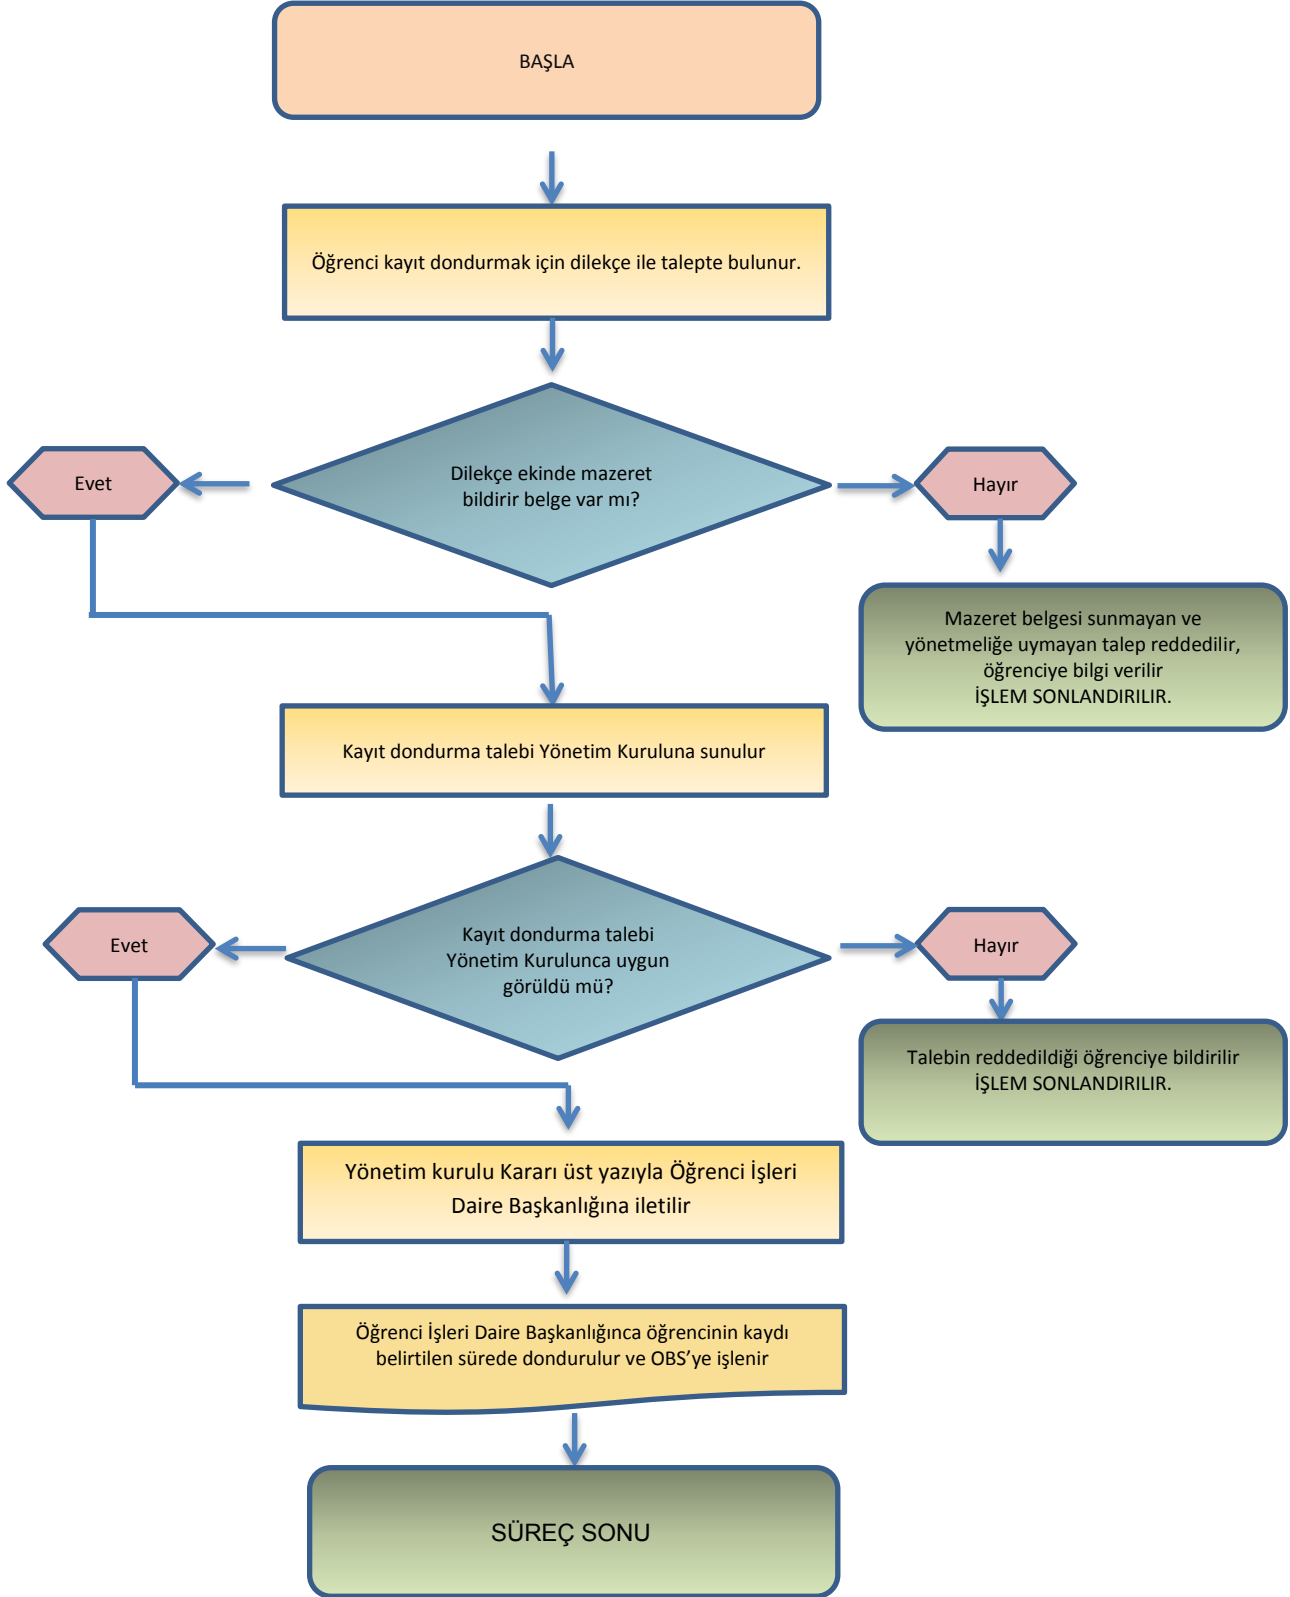 BAŞLA
Öğrenci kayıt dondurmak için dilekçe ile talepte bulunur.
Dilekçe ekinde mazeret
bildirir belge var mı?
Evet
Hayır
Mazeret belgesi sunmayan ve
yönetmeliğe uymayan talep reddedilir,
öğrenciye bilgi verilir
İŞLEM SONLANDIRILIR.
Kayıt dondurma talebi Yönetim Kuruluna sunulur
Kayıt dondurma talebi
Yönetim Kurulunca uygun
görüldü mü?
Evet
Hayır
Talebin reddedildiği öğrenciye bildirilir
İŞLEM SONLANDIRILIR.
Yönetim kurulu Kararı üst yazıyla Öğrenci İşleri
Daire Başkanlığına iletilir
Öğrenci İşleri Daire Başkanlığınca öğrencinin kaydı
belirtilen sürede dondurulur ve OBS’ye işlenir
SÜREÇ SONU